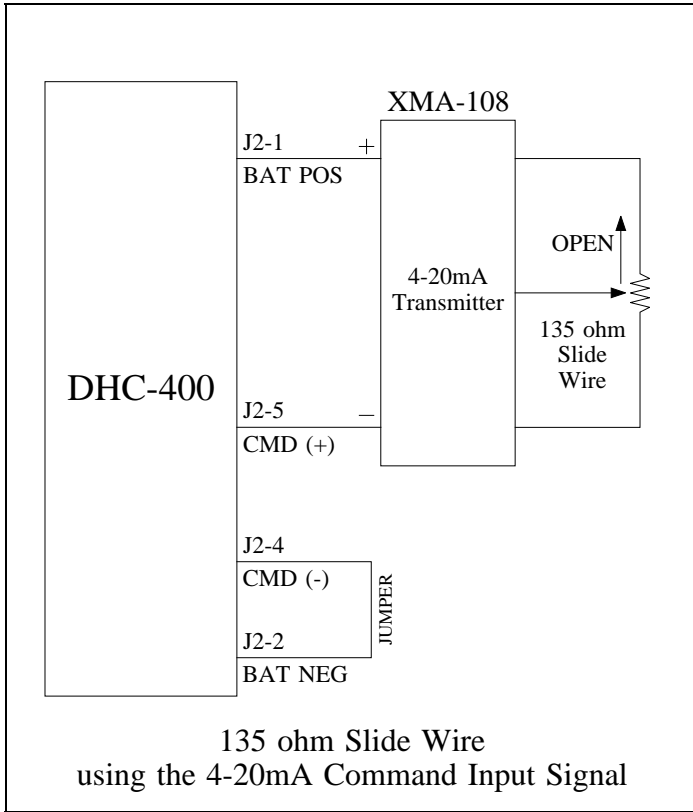 XMA-108
J2-1
+
BAT POS
OPEN
4-20mA
Transmitter
135 ohm
Slide
Wire
DHC-400
J2-5
−
CMD (+)
J2-4
CMD (-)
JUMPER
J2-2
BAT NEG
135 ohm Slide Wire
using the 4-20mA Command Input Signal